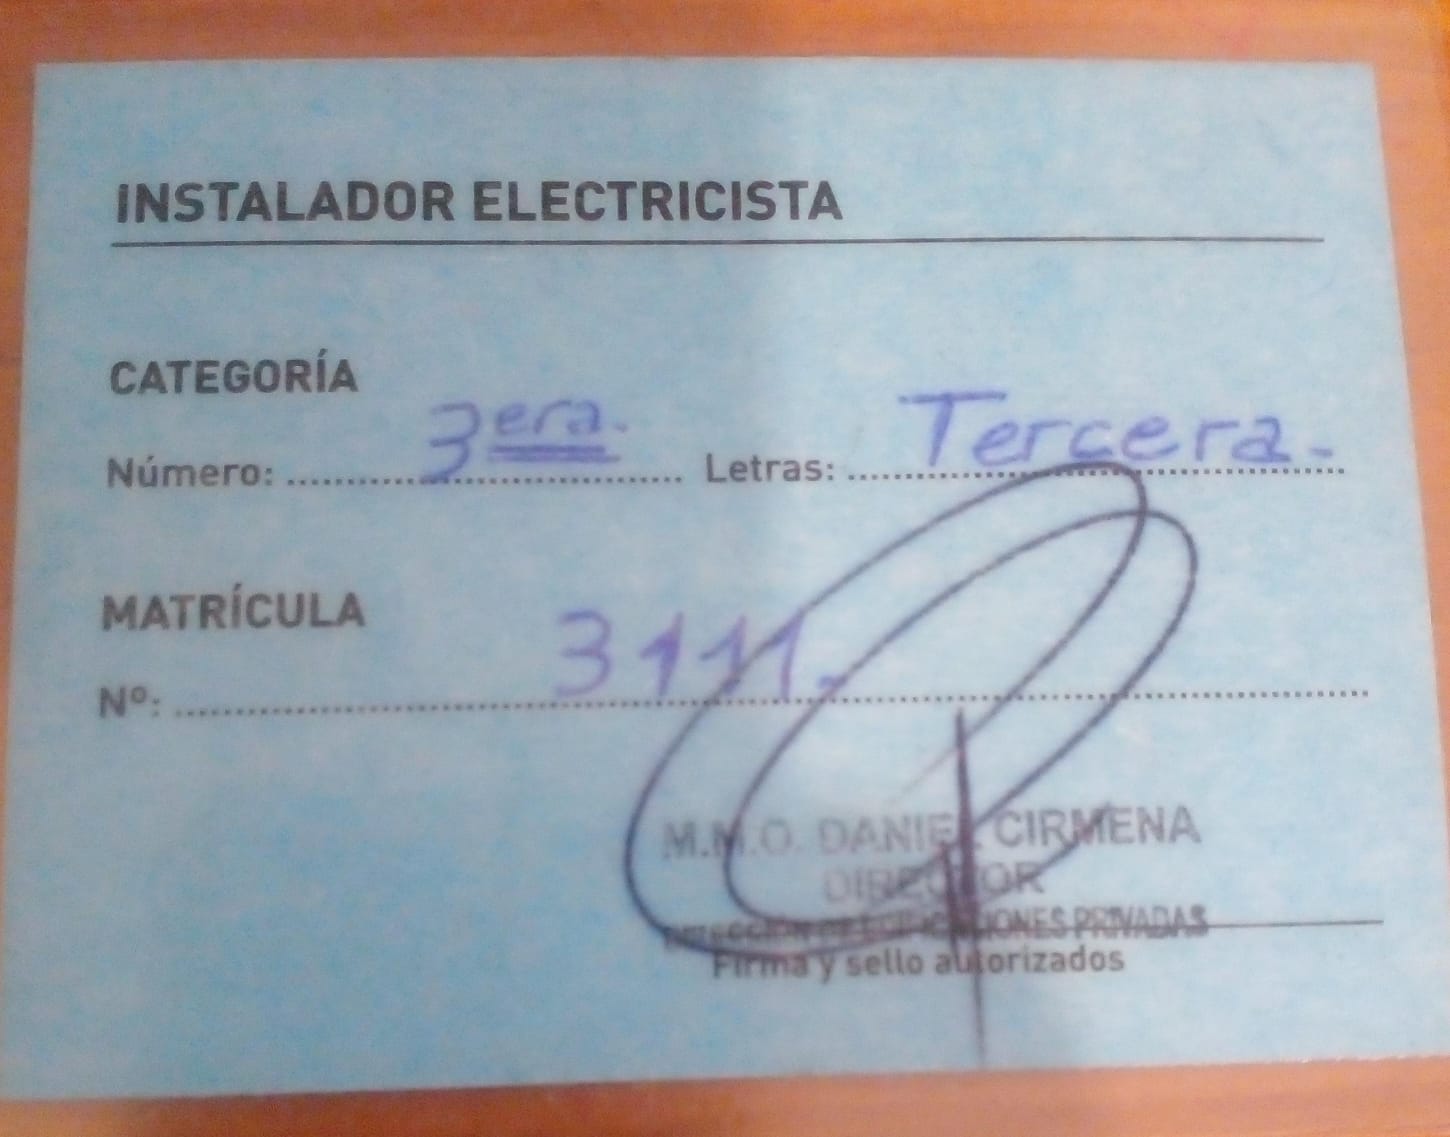 INSTALADOR ELECTRICISTA
CATEGORÍA
Número: 3era. Letras: Tercera.-
MATRÍCULA
Nº: 3111.-
M.M.O. DANIEL CIRMENA
DIRECTOR
DIRECCION DE EDIFICACIONES PRIVADAS
Firma y sello autorizados